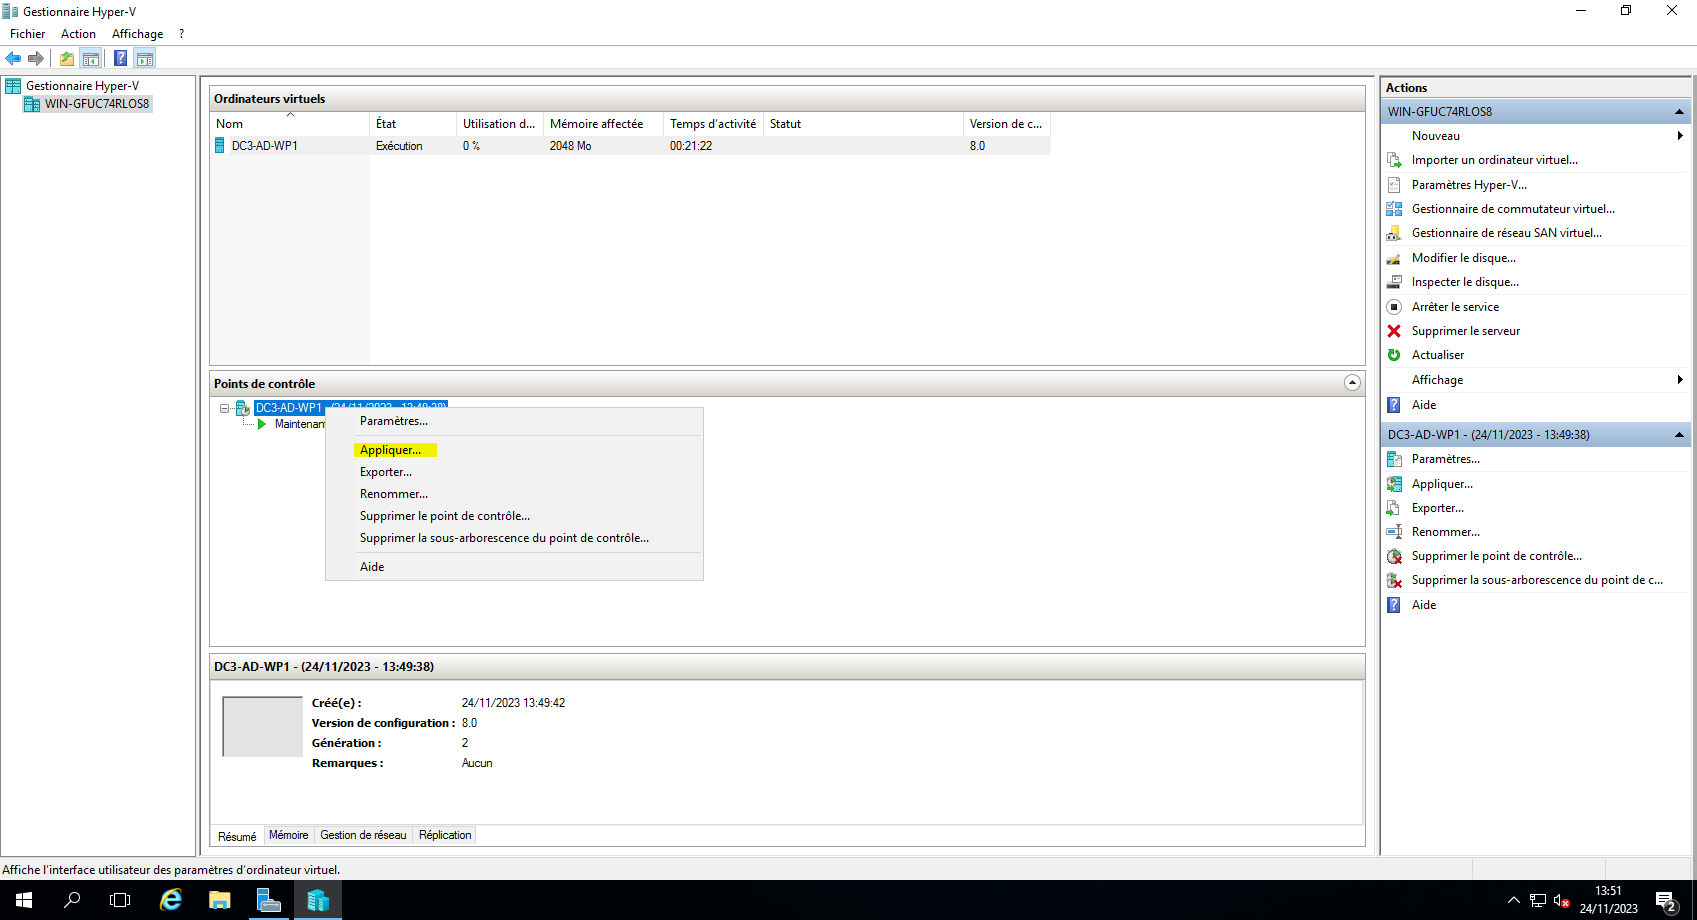 Gestionnaire Hyper-V
Fichier Action Affichage ?
Gestionnaire Hyper-V
WIN-GFUC74RLOS8
Ordinateurs virtuels
Nom État Utilisation d... Mémoire affectée Temps d'activité Statut Version de c...
DC3-AD-WP1 Exécution 0 % 2048 Mo 00:21:22 8.0
Points de contrôle
DC3-AD-WP1 - (24/11/2023 - 13:49:38)
Maintenant
Paramètres...
Appliquer...
Exporter...
Renommer...
Supprimer le point de contrôle...
Supprimer la sous-arborescence du point de contrôle...
Aide
DC3-AD-WP1 - (24/11/2023 - 13:49:38)
Créé(e) : 24/11/2023 13:49:42
Version de configuration : 8.0
Génération : 2
Remarques : Aucun
Résumé Mémoire Gestion de réseau Réplication
Actions
WIN-GFUC74RLOS8
Nouveau
Importer un ordinateur virtuel...
Paramètres Hyper-V...
Gestionnaire de commutateur virtuel...
Gestionnaire de réseau SAN virtuel...
Modifier le disque...
Inspecter le disque...
Arrêter le service
Supprimer le serveur
Actualiser
Affichage
Aide
DC3-AD-WP1 - (24/11/2023 - 13:49:38)
Paramètres...
Appliquer...
Exporter...
Renommer...
Supprimer le point de contrôle...
Supprimer la sous-arborescence du point de c...
Aide
Affiche l'interface utilisateur des paramètres d'ordinateur virtuel.
13:51
24/11/2023
2